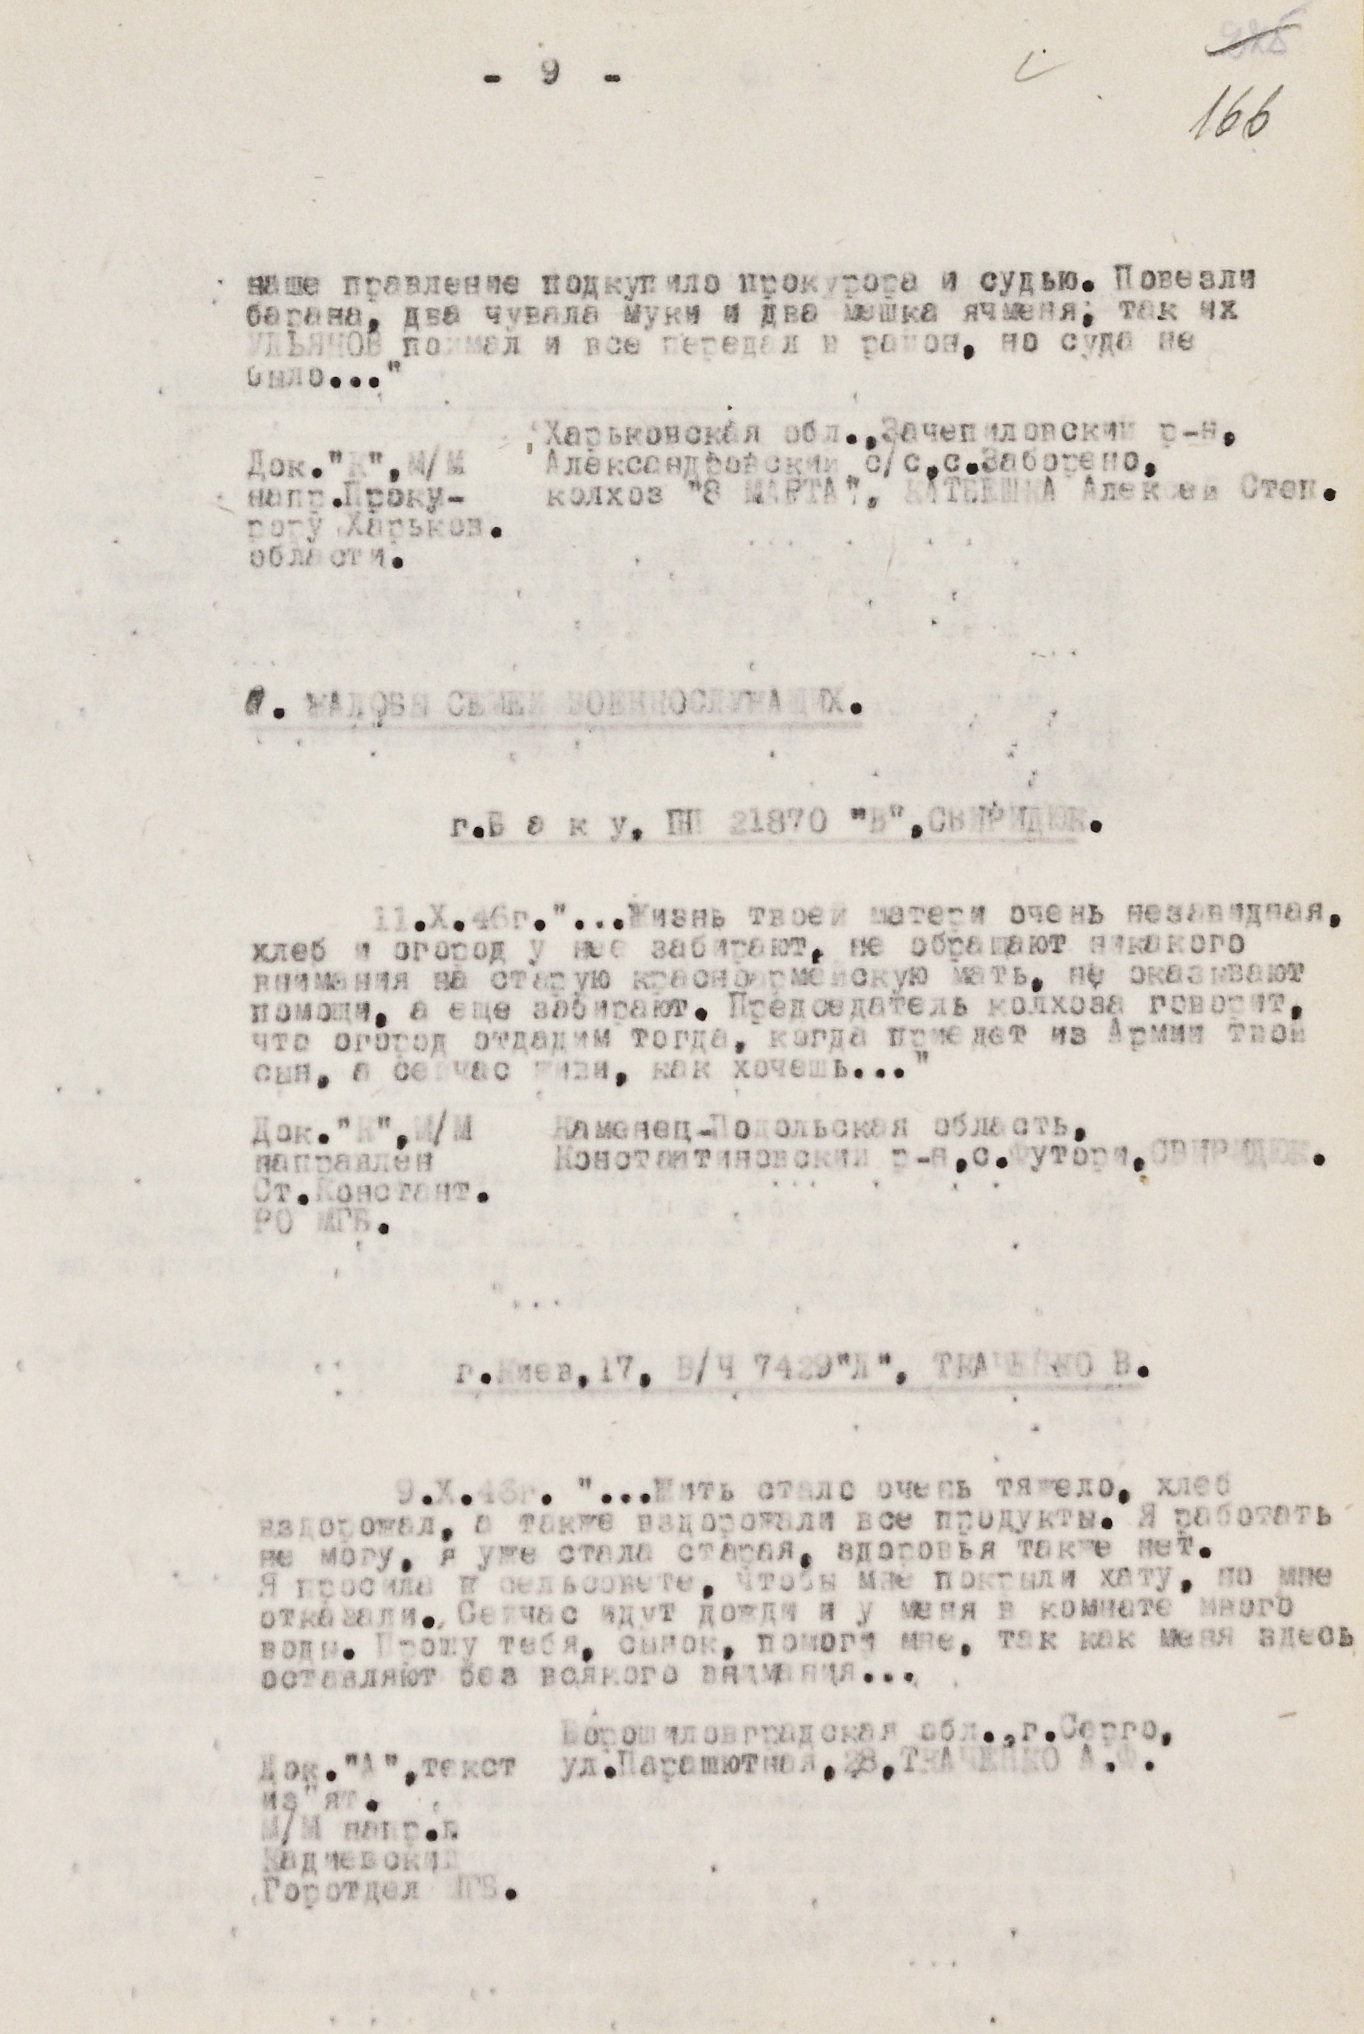 - 9 -
166
наше правление подкупило прокурора и судью. Повезли
барана, два чувала муки и два мешка ячменя; так их
УЛЬЯНОВ поймал и все передал в район, но суда не
было..."
Харьковская обл.,Зачепиловский р-н,
Док."К",М/М Александровский с/с,с.Заборено,
напр.Проку- колхоз "8 МАРТА", Алексей Степ.
рору Харьков.
области.
. ЖАЛОБЫ СЕМЕЙ ВОЕННОСЛУЖАЩИХ.
г.Б а к у, ПП 21870 "В",СВИРИДЮК.
11.X.46г."...Жизнь твоей матери очень незавидная,
хлеб и огород у нее забирают, не обращают никакого
внимания на старую красноармейскую мать, не оказывают
помощи, а еще забирают. Председатель колхоза говорит,
что огород отдадим тогда, когда приедет из Армии твой
сын, а сейчас живи, как хочешь..."
Док."К",М/М Каменец-Подольская область,
направлен Константиновский р-н,с.Футори,СВИРИДЮК.
Ст.Констант.
РО МГБ.
г.Киев,17, В/Ч 7429"Л", ТКАЧЕНКО В.
9.X.46г. "...Жить стало очень тяжело, хлеб
вздорожал, а также вздорожали все продукты. Я работать
не могу, я уже стала старая, здоровья также нет.
Я просила в сельсовете, чтобы мне покрыли хату, но мне
отказали. Сейчас идут дожди и у меня в комнате много
воды. Прошу тебя, сынок, помоги мне, так как меня здесь
оставляют без всякого внимания...
Ворошиловградская обл.,г.Серго,
Док."А",текст ул.Парашютная,28,ТКАЧЕНКО А.Ф.
из"ят.
М/М напр.в
Кадиевский
Горотдел МГБ.